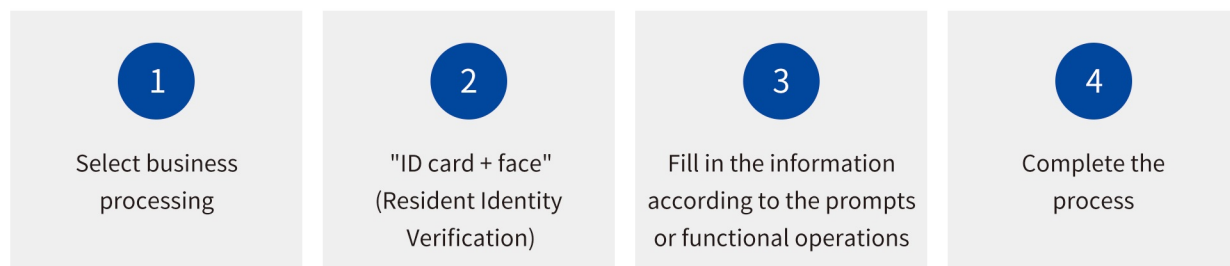 1
Select business
processing
2
"ID card + face"
(Resident Identity
Verification)
3
Fill in the information
according to the prompts
or functional operations
4
Complete the
process